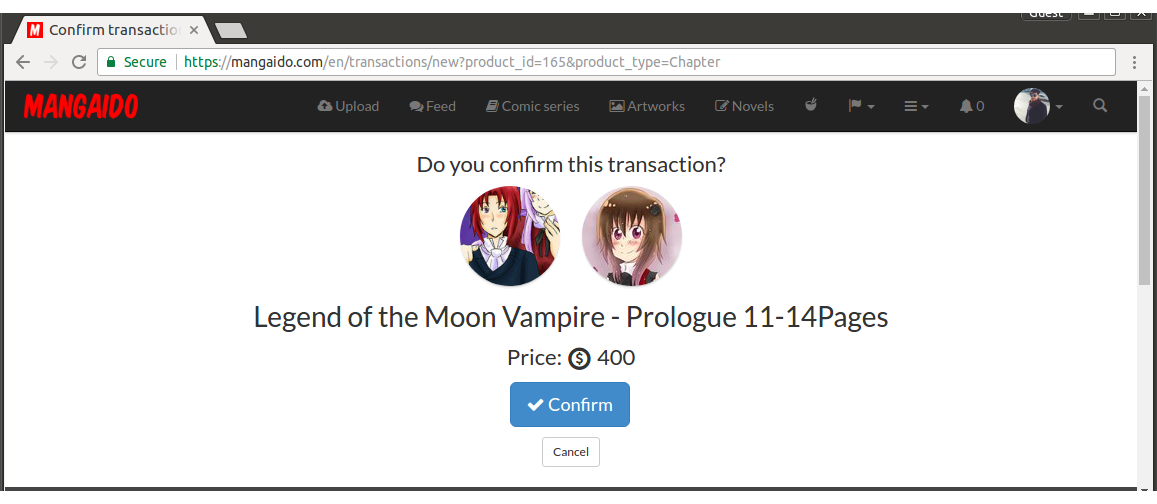 Guest
M Confirm transactio
Secure https://mangaido.com/en/transactions/new?product_id=165&product_type=Chapter
MANGAIDO Upload Feed Comic series Artworks Novels 0
Do you confirm this transaction?
Legend of the Moon Vampire - Prologue 11-14Pages
Price: $ 400
Confirm
Cancel